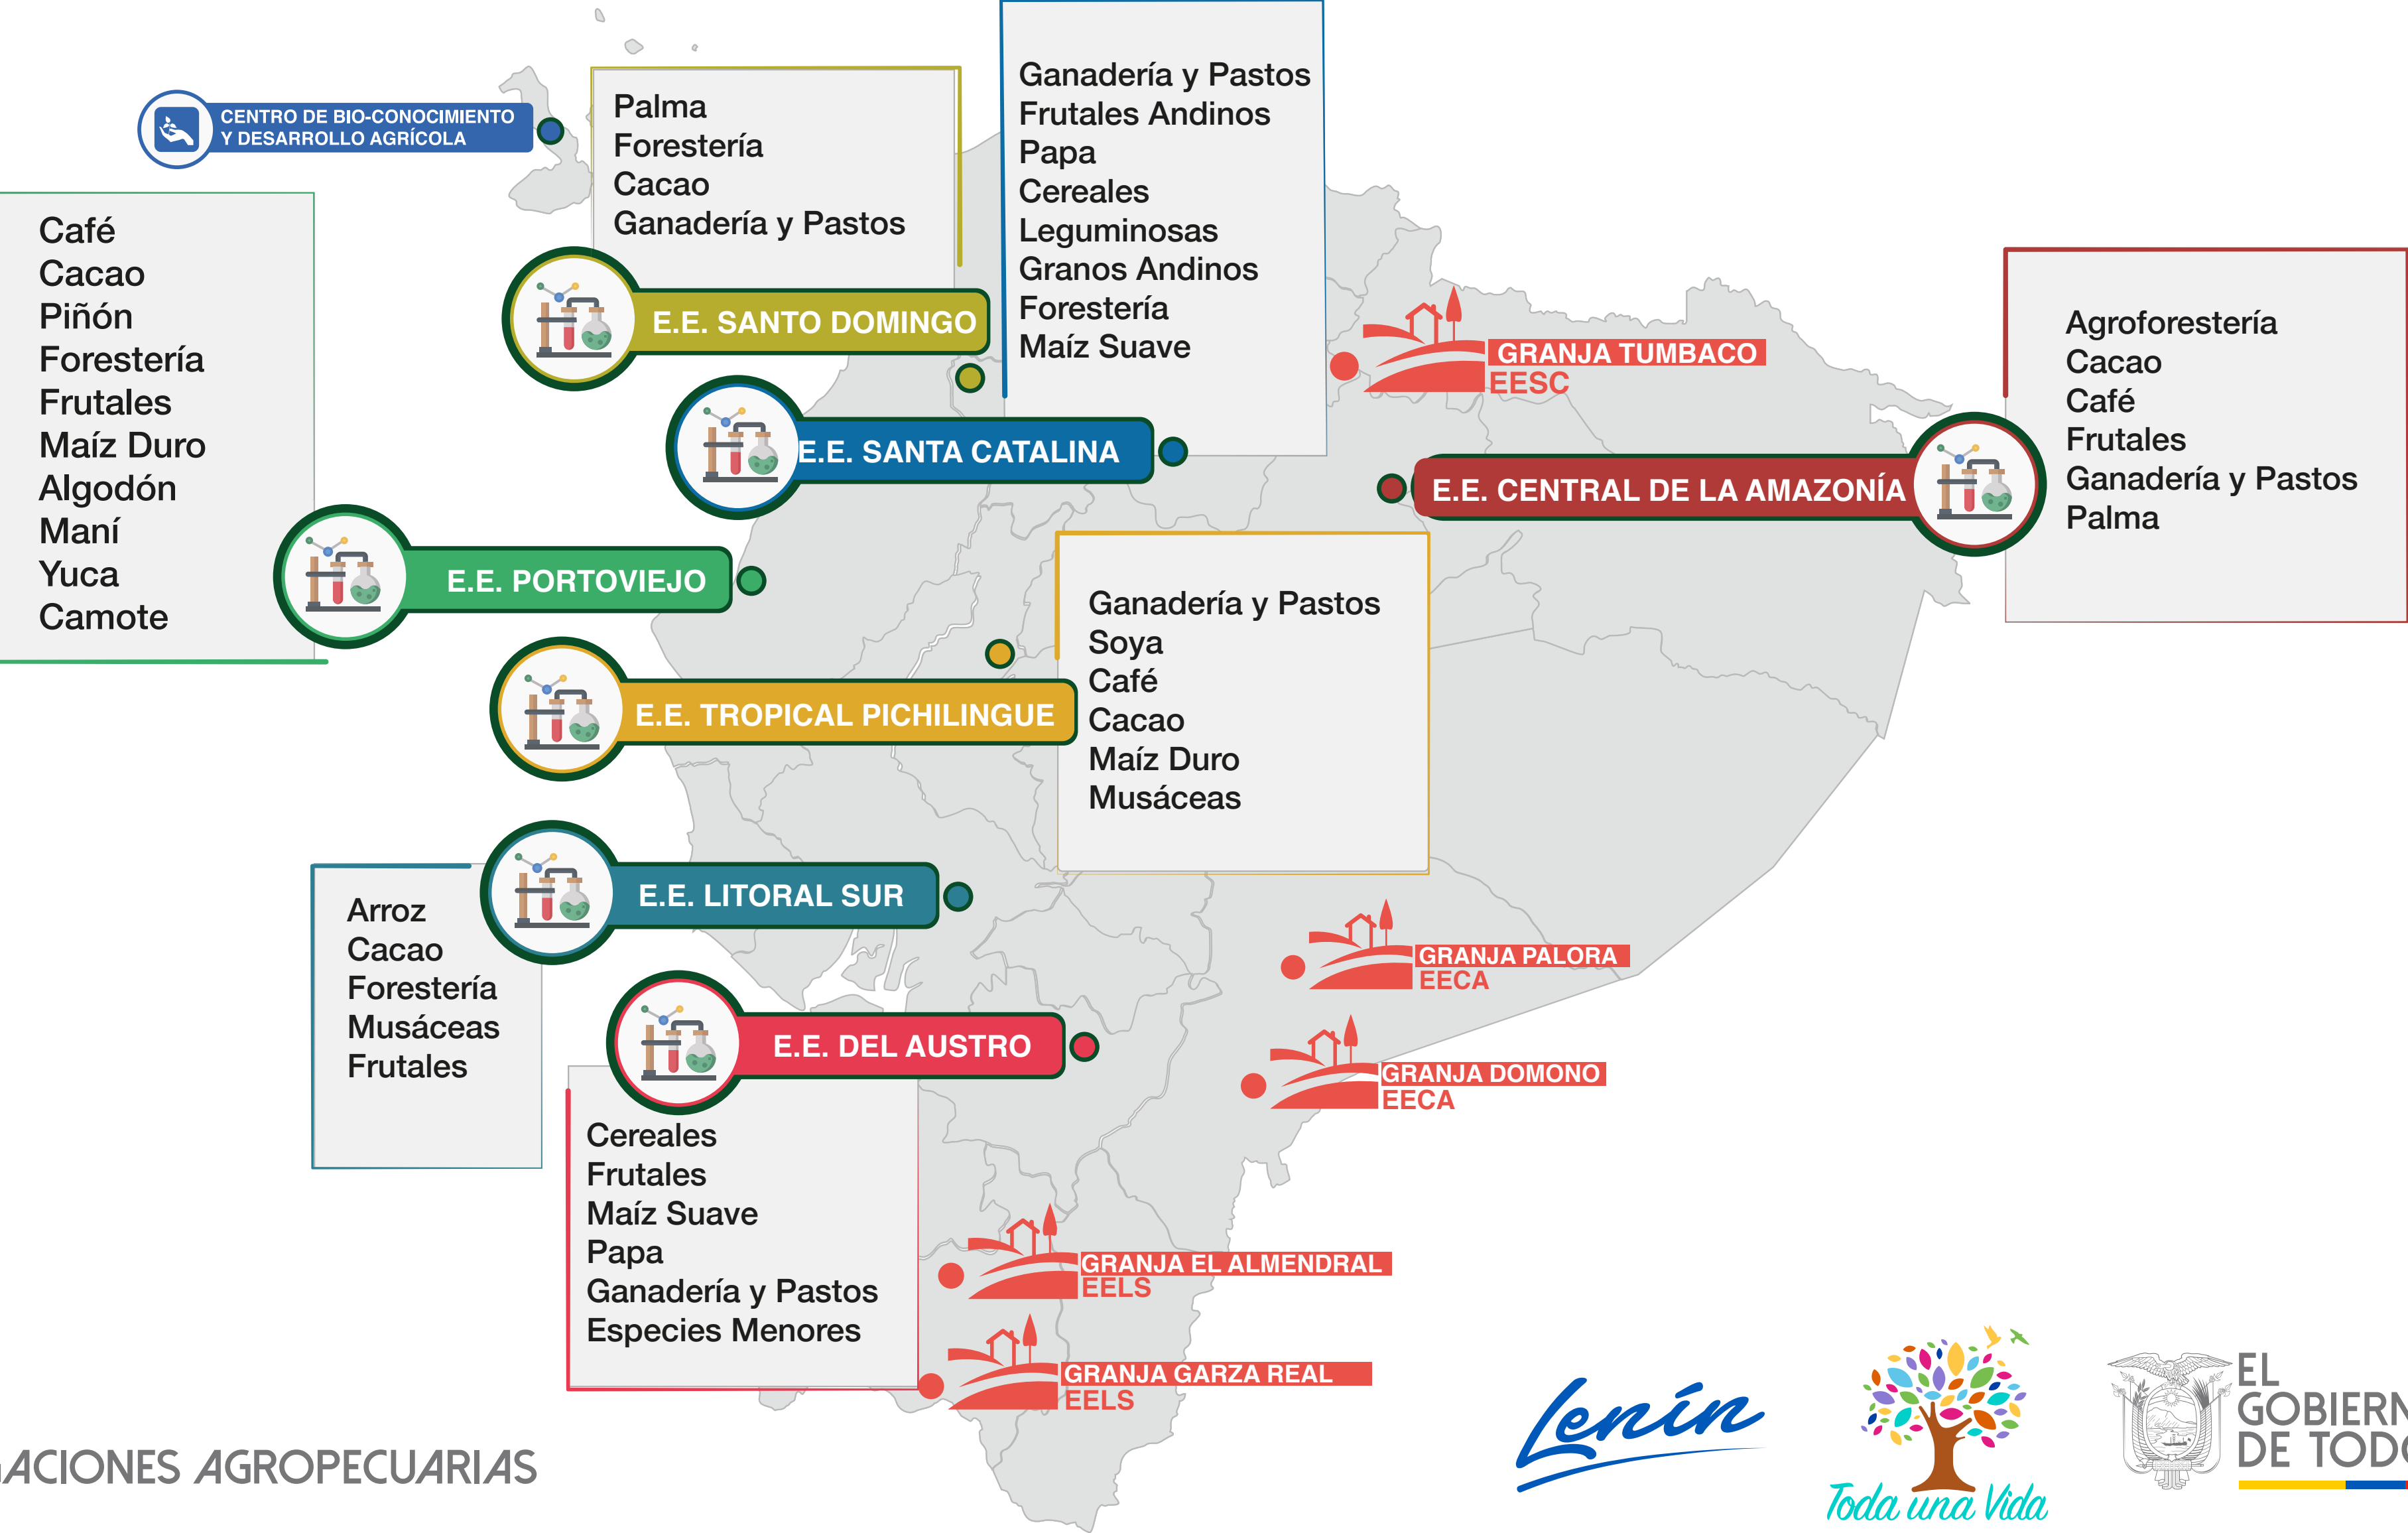 CENTRO DE BIO-CONOCIMIENTO
Y DESARROLLO AGRÍCOLA
Palma
Forestería
Cacao
Ganadería y Pastos
E.E. SANTO DOMINGO
Ganadería y Pastos
Frutales Andinos
Papa
Cereales
Leguminosas
Granos Andinos
Forestería
Maíz Suave
E.E. SANTA CATALINA
GRANJA TUMBACO
EESC
Agroforestería
Cacao
Café
Frutales
Ganadería y Pastos
Palma
E.E. CENTRAL DE LA AMAZONÍA
Café
Cacao
Piñón
Forestería
Frutales
Maíz Duro
Algodón
Maní
Yuca
Camote
E.E. PORTOVIEJO
Ganadería y Pastos
Soya
Café
Cacao
Maíz Duro
Musáceas
E.E. TROPICAL PICHILINGUE
E.E. LITORAL SUR
Arroz
Cacao
Forestería
Musáceas
Frutales
GRANJA PALORA
EECA
E.E. DEL AUSTRO
Cereales
Frutales
Maíz Suave
Papa
Ganadería y Pastos
Especies Menores
GRANJA DOMONO
EECA
GRANJA EL ALMENDRAL
EELS
GRANJA GARZA REAL
EELS
ACIONES AGROPECUARIAS
Lenín
Toda una Vida
EL
GOBIERN
DE TODO